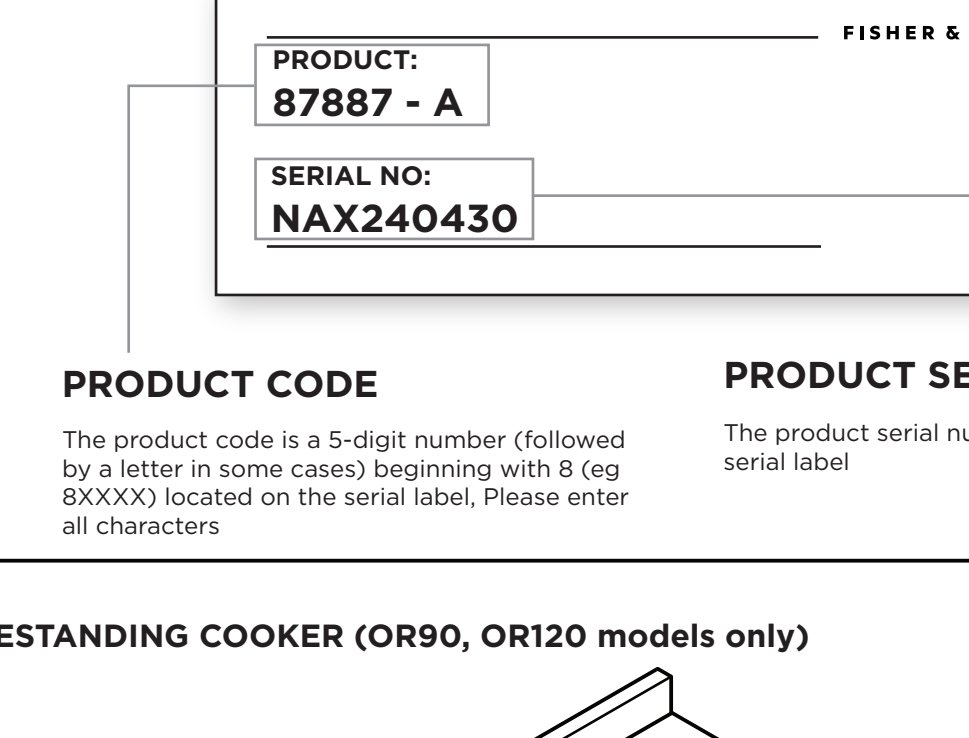 FISHER &
PRODUCT:
87887 - A
SERIAL NO:
NAX240430
PRODUCT CODE
The product code is a 5-digit number (followed
by a letter in some cases) beginning with 8 (eg
8XXXX) located on the serial label, Please enter
all characters
PRODUCT SE
The product serial nu
serial label
ESTANDING COOKER (OR90, OR120 models only)